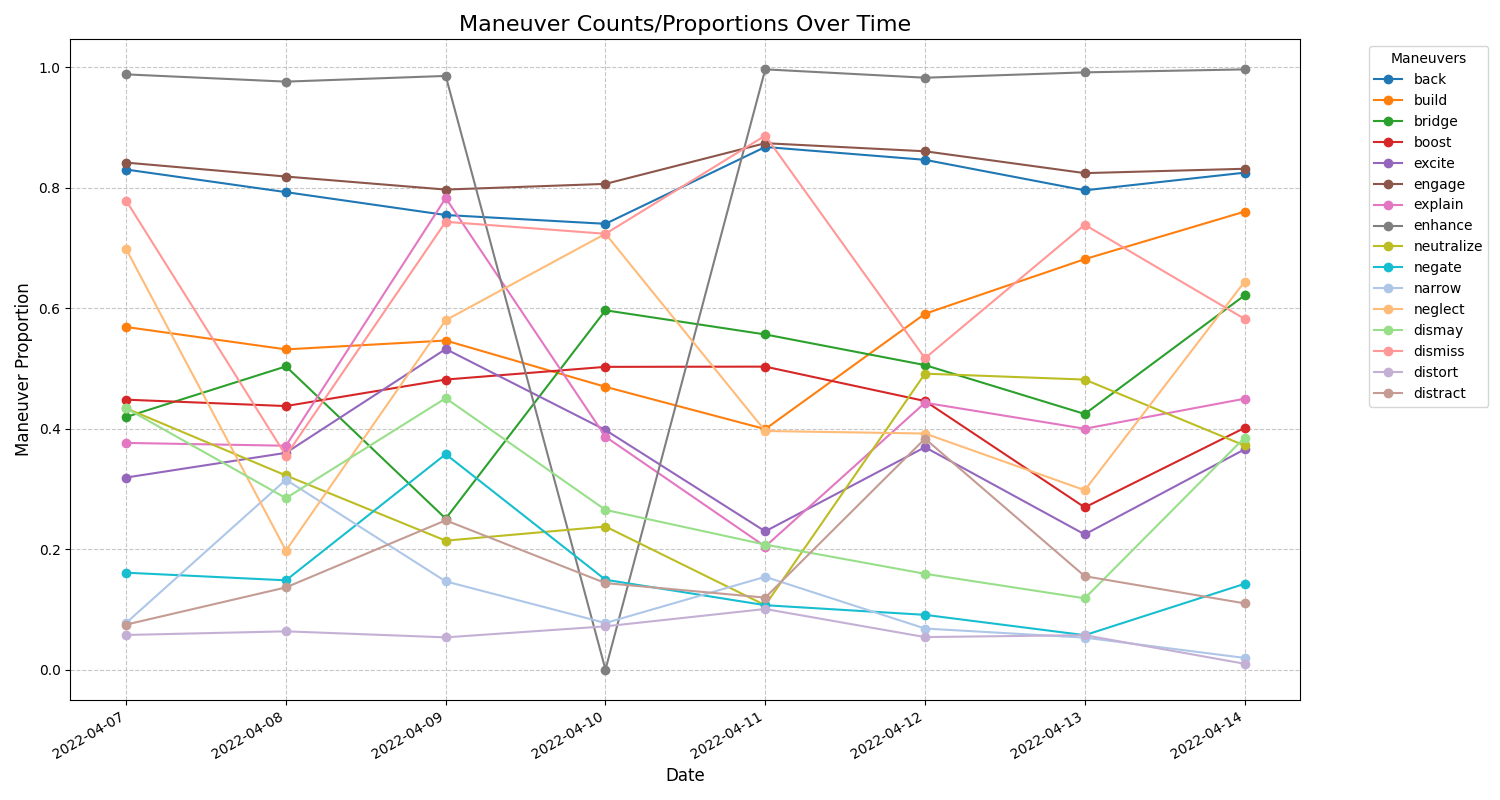 Maneuver Counts/Proportions Over Time
Maneuver Proportion
1.0
0.8
0.6
0.4
0.2
0.0
2022-04-07
2022-04-08
2022-04-09
2022-04-10
2022-04-11
2022-04-12
2022-04-13
2022-04-14
Date
Maneuvers
back
build
bridge
boost
excite
engage
explain
enhance
neutralize
negate
narrow
neglect
dismay
dismiss
distort
distract